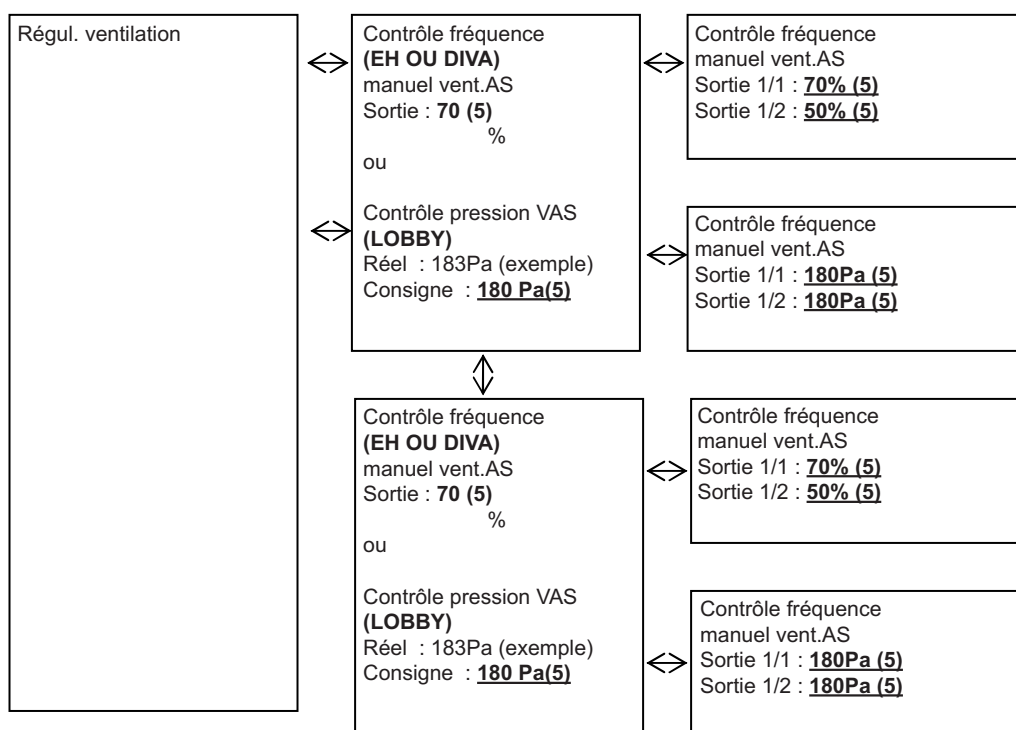 Régul. ventilation
Contrôle fréquence
(EH OU DIVA)
manuel vent.AS
Sortie : 70 (5)
%
ou
Contrôle pression VAS
(LOBBY)
Réel : 183Pa (exemple)
Consigne : 180 Pa(5)
Contrôle fréquence
manuel vent.AS
Sortie 1/1 : 70% (5)
Sortie 1/2 : 50% (5)
Contrôle fréquence
manuel vent.AS
Sortie 1/1 : 180Pa (5)
Sortie 1/2 : 180Pa (5)
Contrôle fréquence
(EH OU DIVA)
manuel vent.AS
Sortie : 70 (5)
%
ou
Contrôle pression VAS
(LOBBY)
Réel : 183Pa (exemple)
Consigne : 180 Pa(5)
Contrôle fréquence
manuel vent.AS
Sortie 1/1 : 70% (5)
Sortie 1/2 : 50% (5)
Contrôle fréquence
manuel vent.AS
Sortie 1/1 : 180Pa (5)
Sortie 1/2 : 180Pa (5)